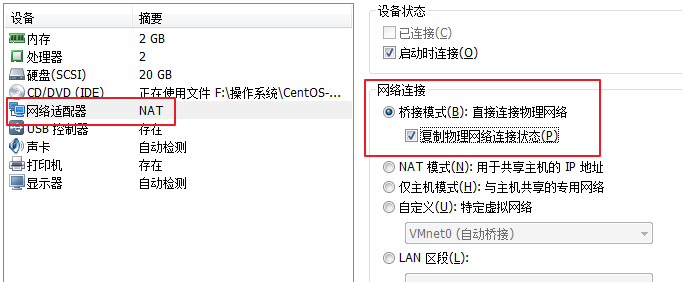 设备 摘要
内存 2 GB
处理器 2
硬盘(SCSI) 20 GB
CD/DVD (IDE) 正在使用文件 F:\操作系统\CentOS-...
网络适配器 NAT
USB 控制器 存在
声卡 自动检测
打印机 存在
显示器 自动检测
设备状态
已连接(C)
启动时连接(O)
网络连接
桥接模式(B): 直接连接物理网络
复制物理网络连接状态(P)
NAT 模式(N): 用于共享主机的 IP 地址
仅主机模式(H): 与主机共享的专用网络
自定义(U): 特定虚拟网络
VMnet0 (自动桥接)
LAN 区段(L):